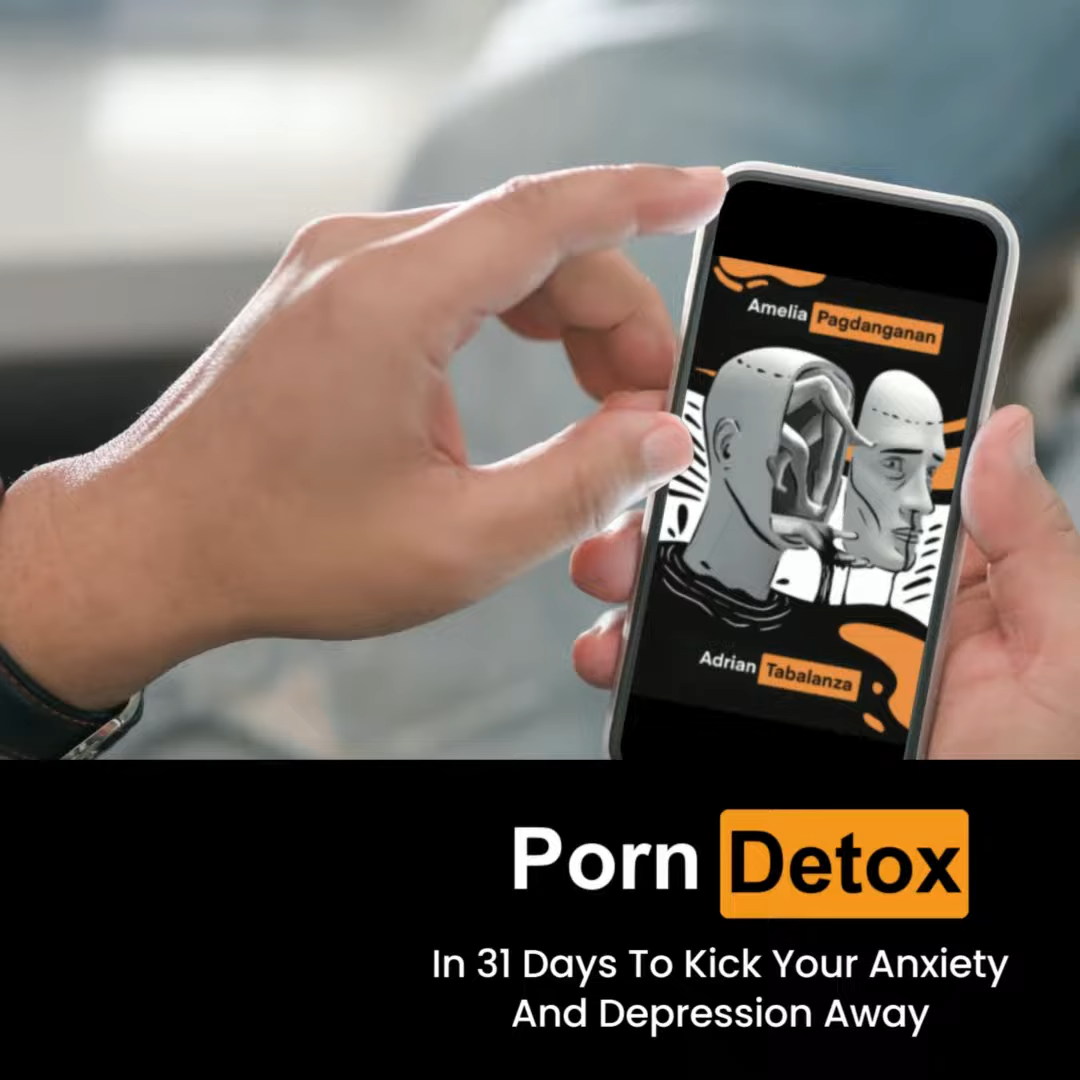 Amelia Pagdanganan
Adrian Tabalanza
Porn Detox
In 31 Days To Kick Your Anxiety
And Depression Away